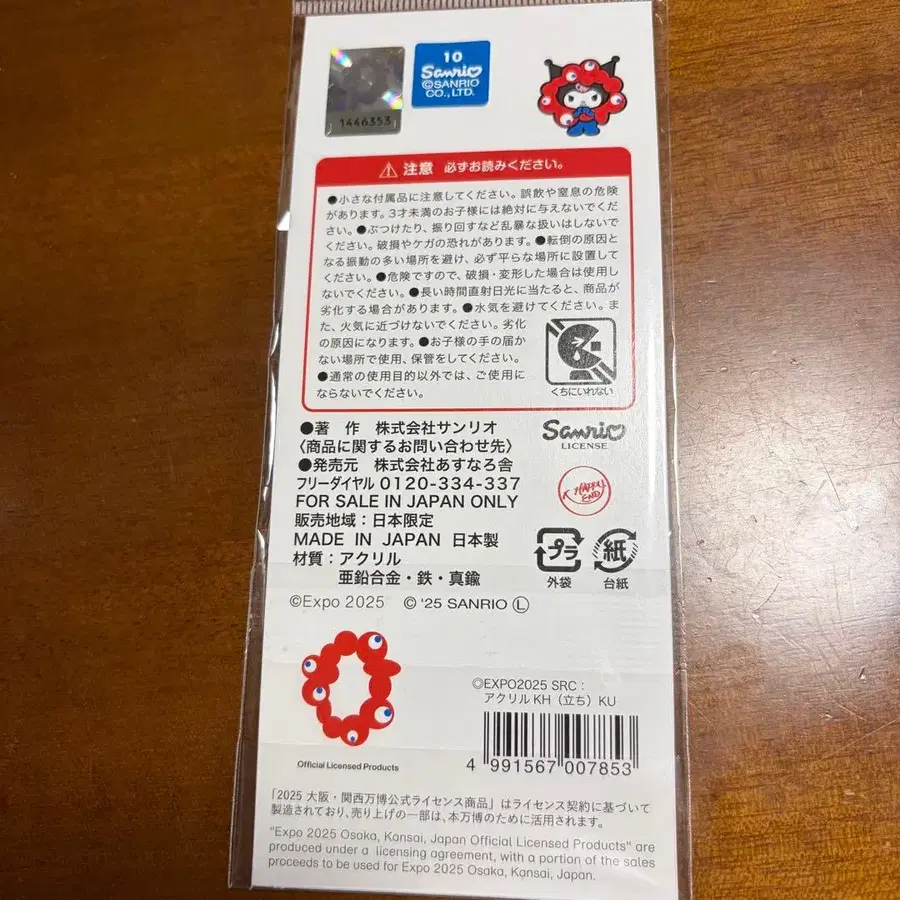 1446353
10
Sanrio
©SANRIO
CO., LTD.
注意 必ずお読みください。
●小さな付属品に注意してください。誤飲や窒息の危険
があります。3才未満のお子様には絶対に与えないでくだ
さい。●ぶつけたり、振り回すなど乱暴な扱いはしないで
ください。破損やケガの恐れがあります。●転倒の原因と
なる振動の多い場所を避け、必ず平らな場所に設置して
ください。●危険ですので、破損・変形した場合は使用し
ないでください。●長い時間直射日光に当たると、商品が
劣化する場合があります。●水気を避けてください。ま
た、火気に近づけないでください。劣化
の原因になります。●お子様の手の届か
ない場所で使用、保管をしてください。
●通常の使用目的以外では、ご使用に
ならないでください。
くちにいれない
●著 作 株式会社サンリオ
〈商品に関するお問い合わせ先〉
●発売元 株式会社あすなろ舎
フリーダイヤル 0120-334-337
FOR SALE IN JAPAN ONLY
販売地域：日本限定
MADE IN JAPAN 日本製
材質：アクリル
亜鉛合金・鉄・真鍮
©Expo 2025 © '25 SANRIO Ⓛ
Sanrio
LICENSE
HAPPY
END
プラ
外袋
紙
台紙
Official Licensed Products
©EXPO2025 SRC：
アクリルKH（立ち）KU
4 991567 007853
「2025 大阪・関西万博公式ライセンス商品」はライセンス契約に基づいて
製造されており、売り上げの一部は、本万博のために活用されます。
"Expo 2025 Osaka, Kansai, Japan Official Licensed Products" are
produced under a licensing agreement, with a portion of the sales
proceeds to be used for Expo 2025 Osaka, Kansai, Japan.